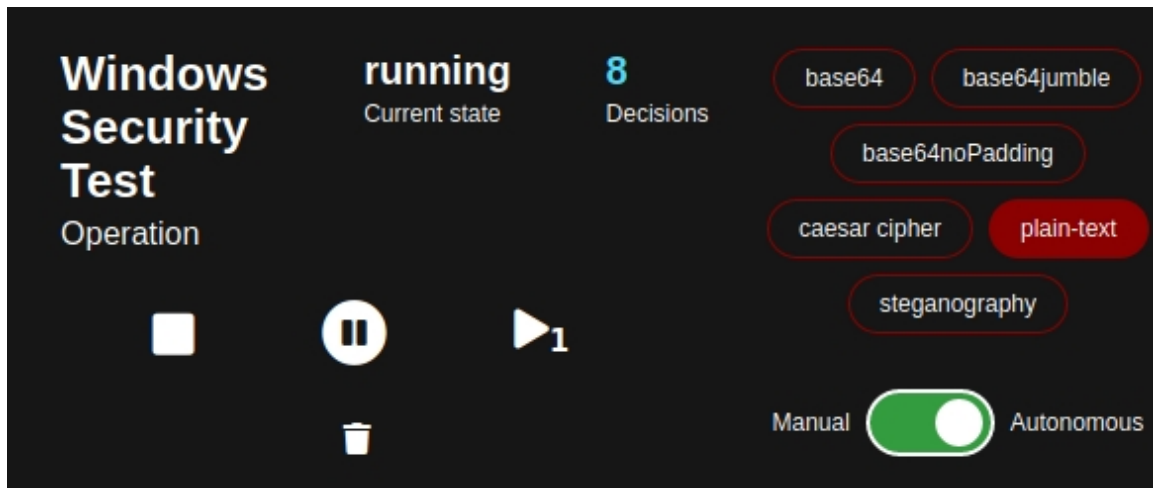 Windows
Security
Test
Operation
running
Current state
8
Decisions
base64
base64jumble
base64noPadding
caesar cipher
plain-text
steganography
1
Manual
Autonomous